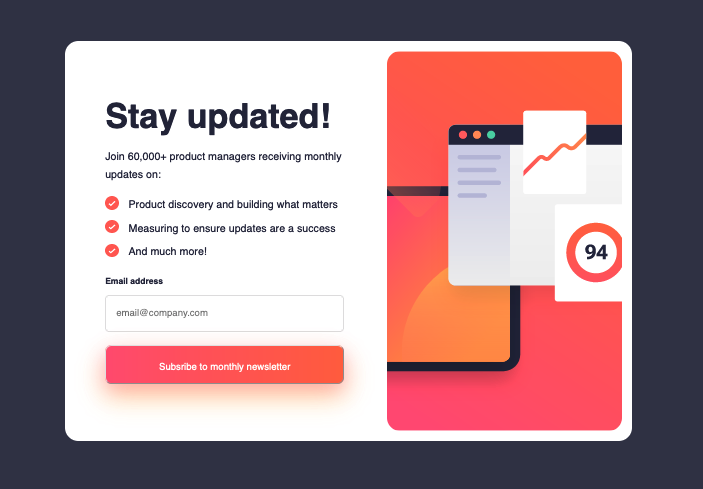 Stay updated!
Join 60,000+ product managers receiving monthly
updates on:
Product discovery and building what matters
Measuring to ensure updates are a success
And much more!
Email address
email@company.com
Subsribe to monthly newsletter
94